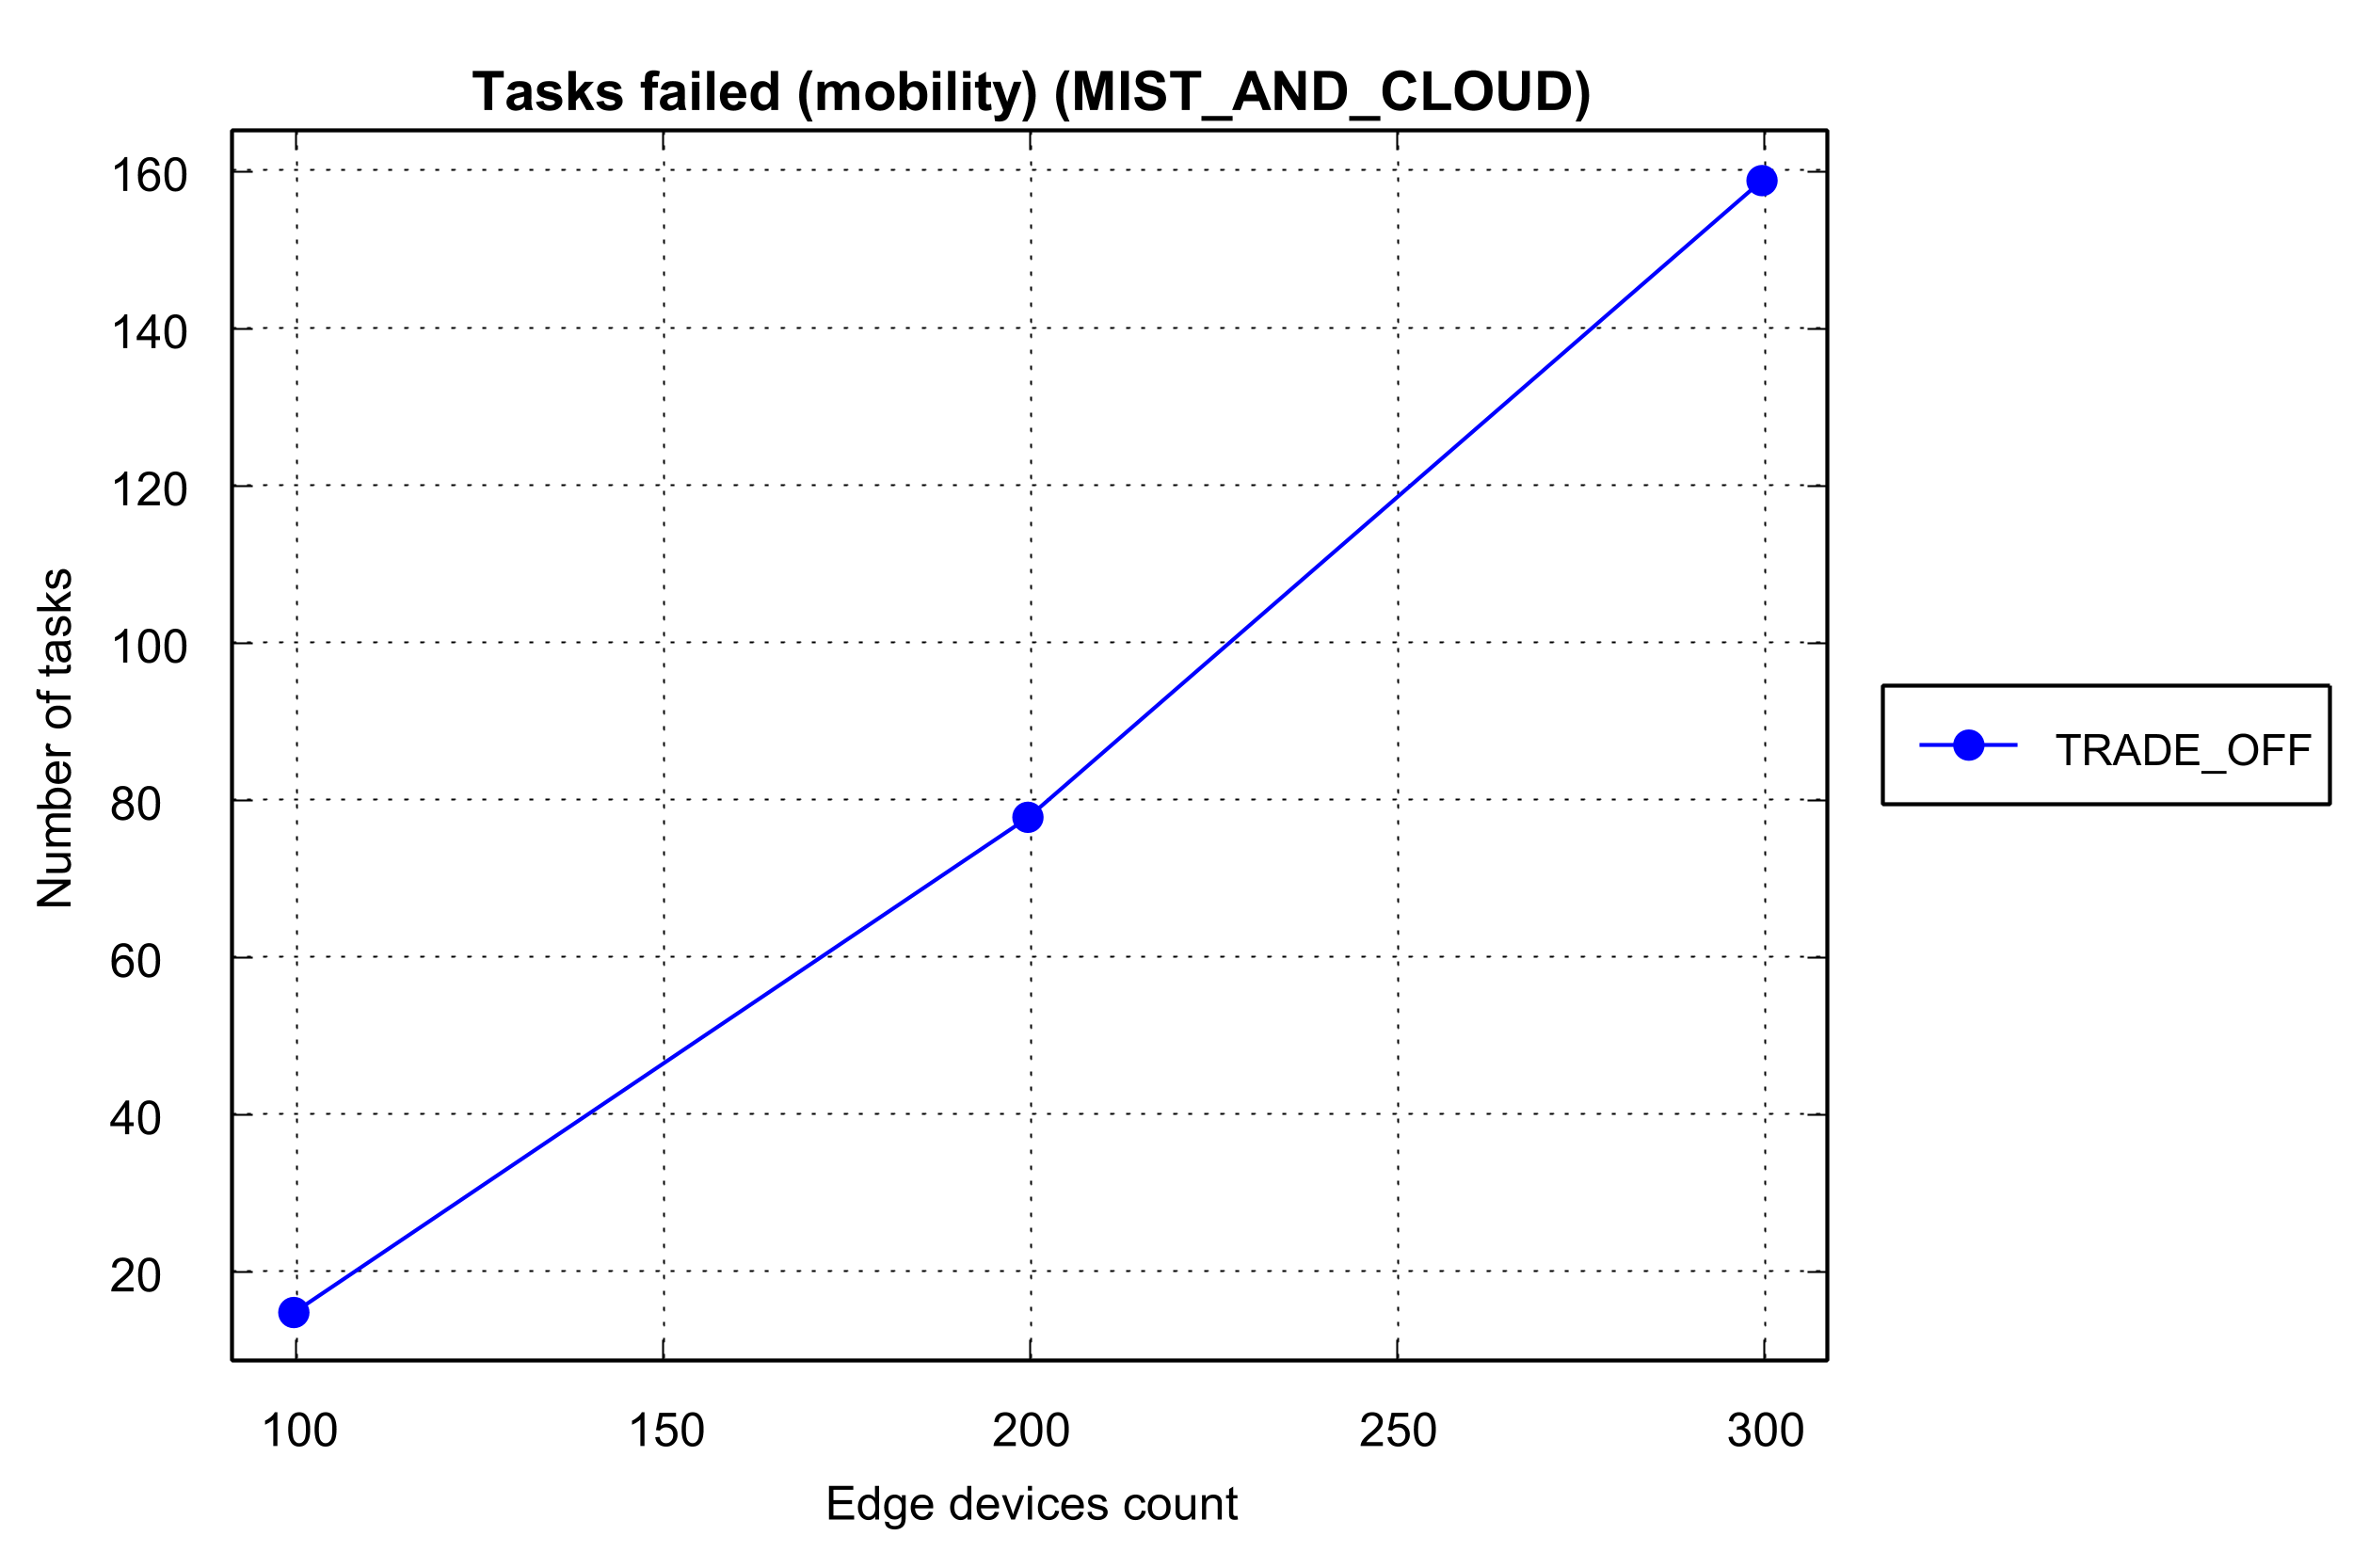 Tasks failed (mobility) (MIST_AND_CLOUD)
160
140
120
100
80
60
40
20
Number of tasks
100 150 200 250 300
Edge devices count
TRADE_OFF